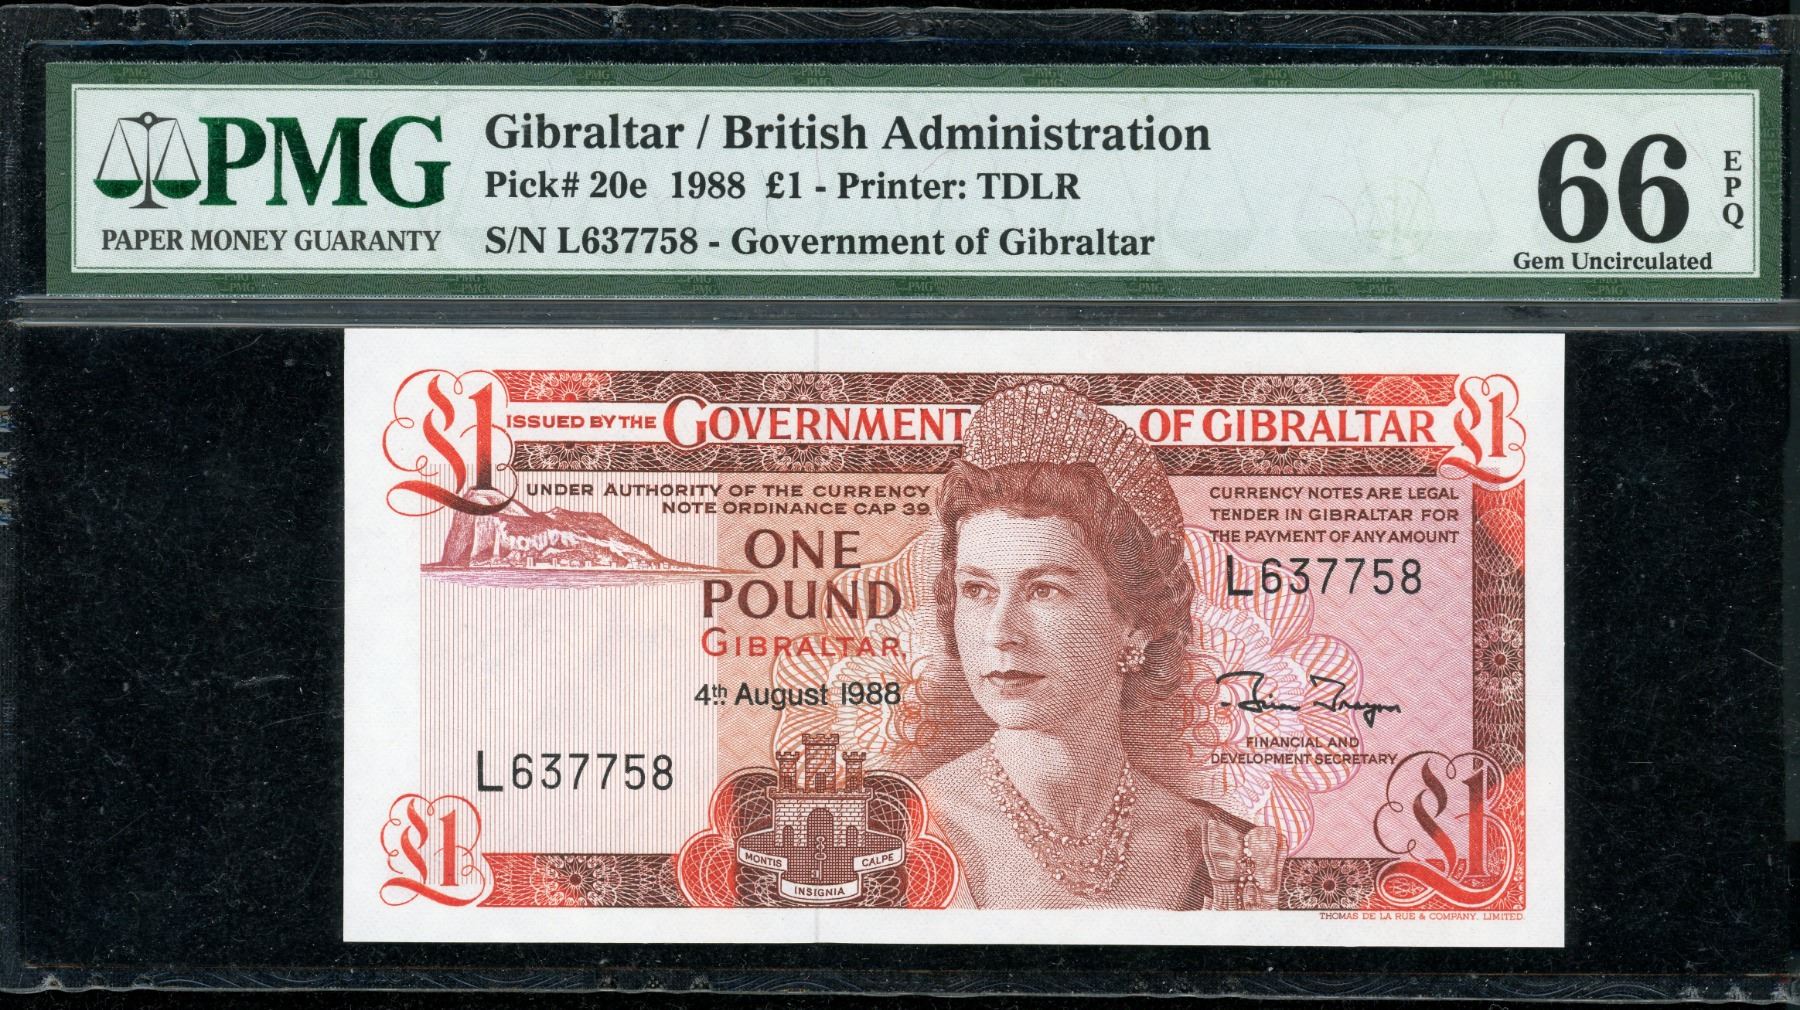 PMG
PAPER MONEY GUARANTY
Gibraltar / British Administration
Pick# 20e 1988 £1 - Printer: TDLR
S/N L637758 - Government of Gibraltar
66
EPQ
Gem Uncirculated
£1
ISSUED BY THE GOVERNMENT OF GIBRALTAR
£1
UNDER AUTHORITY OF THE CURRENCY
NOTE ORDINANCE CAP 39
CURRENCY NOTES ARE LEGAL
TENDER IN GIBRALTAR FOR
THE PAYMENT OF ANY AMOUNT
ONE
POUND
GIBRALTAR,
4th August 1988
L637758
L637758
FINANCIAL AND
DEVELOPMENT SECRETARY
£1
MONTIS CALPE
INSIGNIA
£1
THOMAS DE LA RUE & COMPANY, LIMITED.